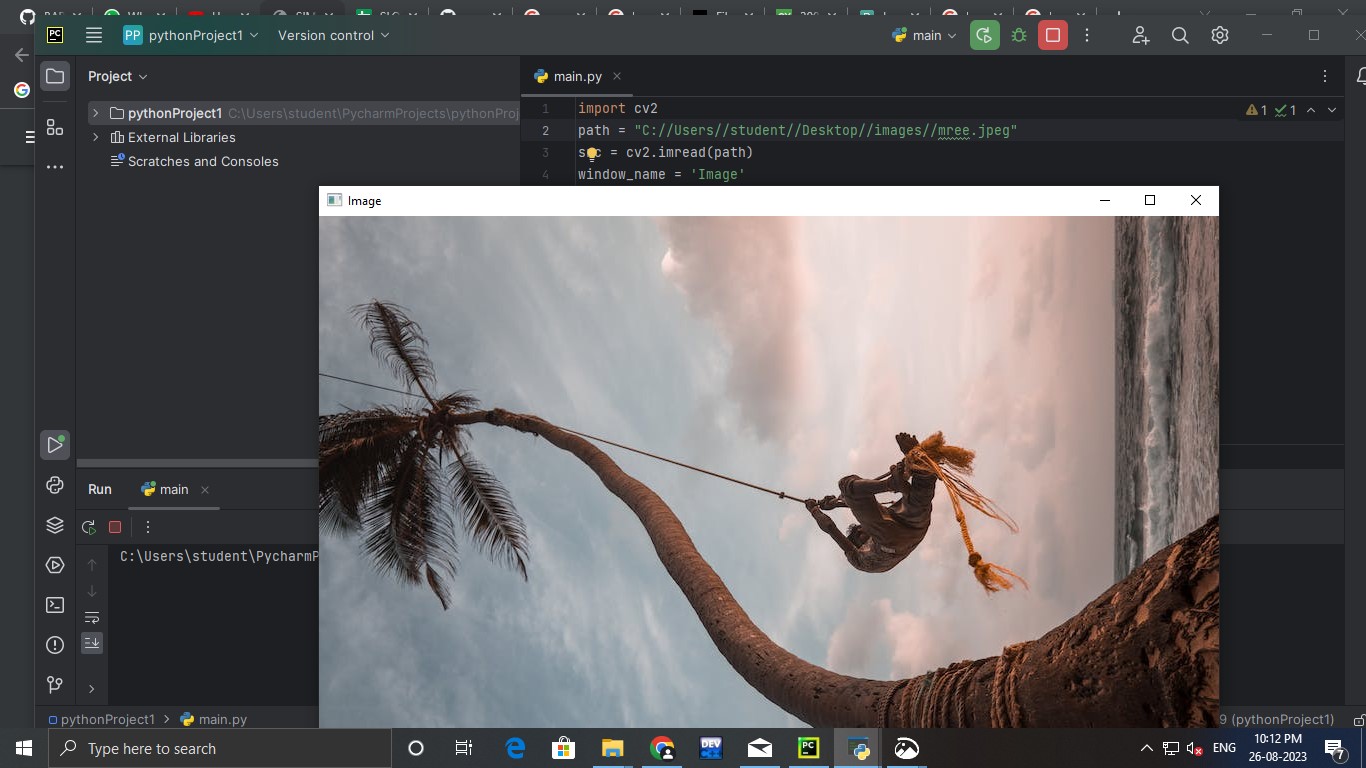 PP pythonProject1
Version control
main
Project
main.py
pythonProject1 C:\Users\student\PycharmProjects\pythonProj
External Libraries
Scratches and Consoles
1 import cv2
2 path = "C://Users//student//Desktop//images//mree.jpeg"
3 = cv2.imread(path)
4 window_name = 'Image'
1 1
Image
Run
main
C:\Users\student\PycharmP
pythonProject1 > main.py
9 (pythonProject1)
Type here to search
DEV
PC
ENG
10:12 PM
26-08-2023
7